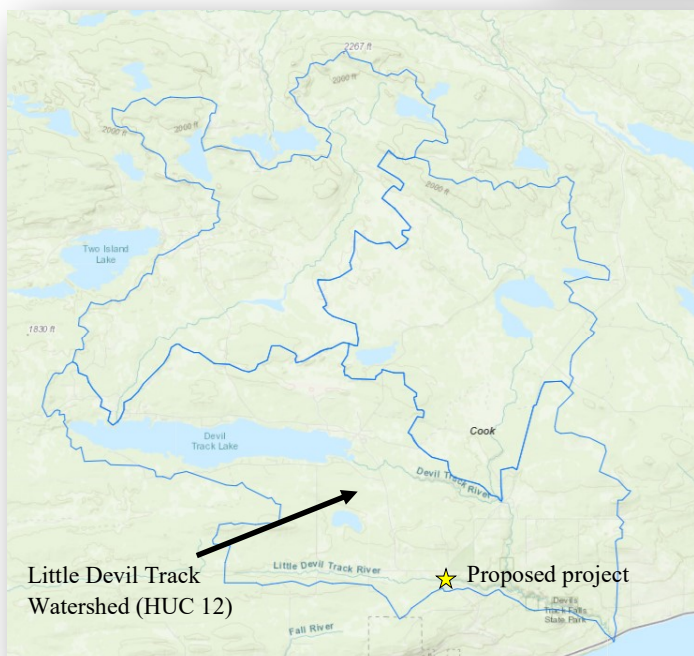 2267 ft
2000 ft
2000 ft
2000 ft
2000 ft
Two Island
Lake
1830 ft
Devil
Track Lake
Cook
Devil Track River
Little Devil Track River
Little Devil Track
Watershed (HUC 12)
Proposed project
Devils
Track Falls
State Park
Fall River